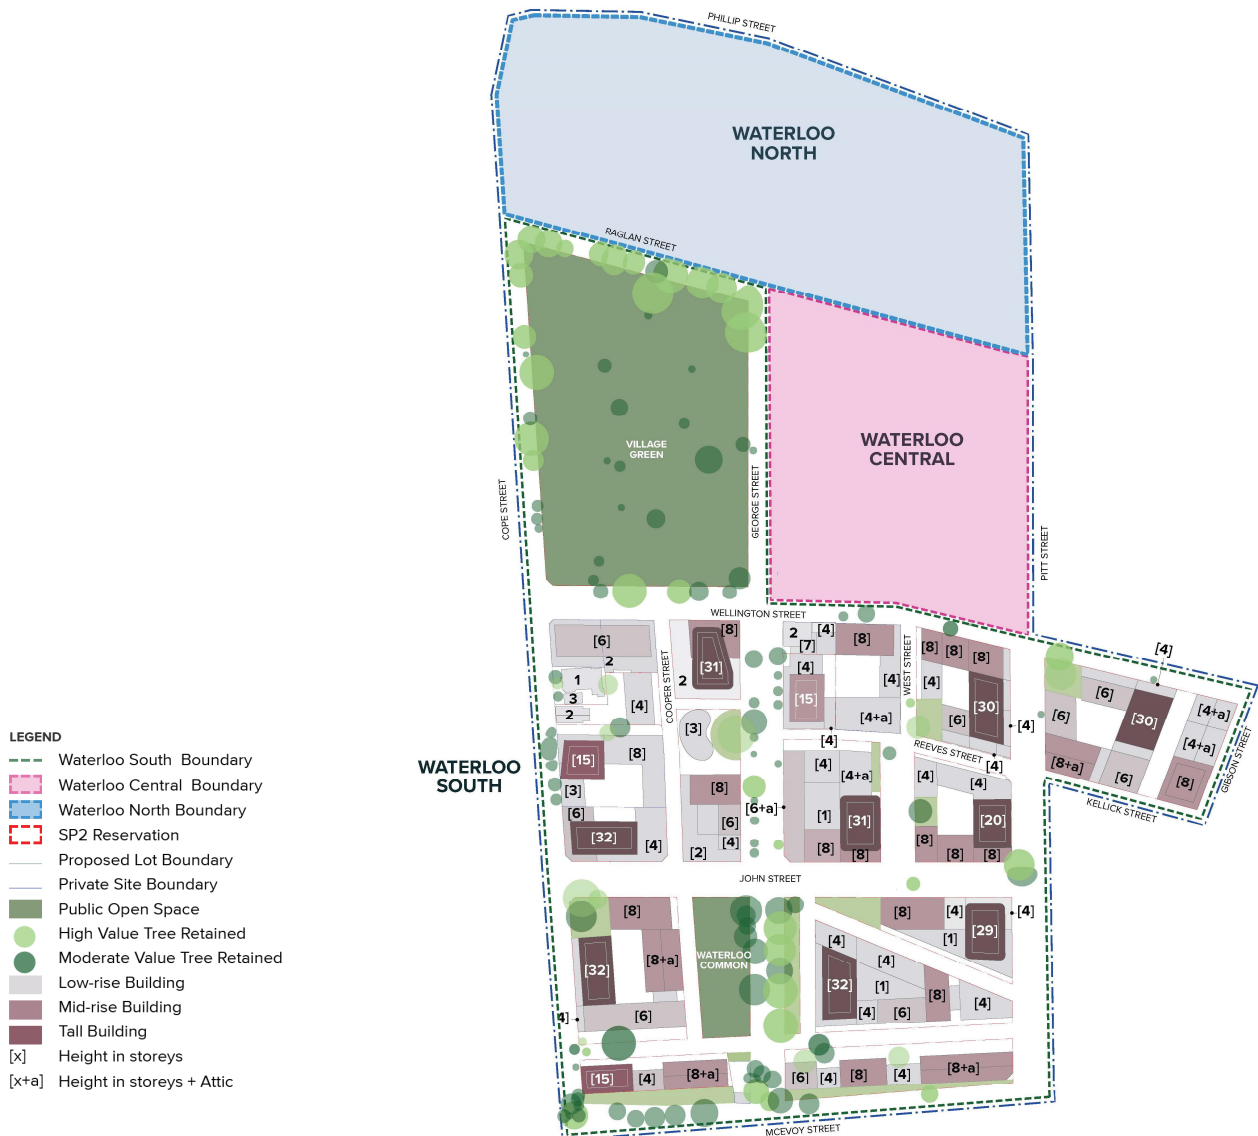 PHILLIP STREET
WATERLOO
NORTH
RAGLAN STREET
VILLAGE
GREEN
WATERLOO
CENTRAL
COPE STREET
GEORGE STREET
PITT STREET
WELLINGTON STREET
COOPER STREET
WEST STREET
REEVES STREET
GIBSON STREET
KELLICK STREET
JOHN STREET
MCEVOY STREET
WATERLOO
SOUTH
WATERLOO
COMMON
[6]
2
1
3
2
[4]
[8]
[31]
2
[3]
2
[4]
[7]
[8]
[4]
[15]
[4]
[4+a]
[4]
[8]
[8]
[8]
[4]
[30]
[6]
[4]
[4]
[4]
[6]
[30]
[4+a]
[6]
[4+a]
[8+a]
[6]
[8]
[15]
[8]
[3]
[6]
[32]
[4]
[8]
[6]
[4]
[2]
[6+a]
[4]
[4+a]
[1]
[31]
[8]
[8]
[4]
[4]
[20]
[8]
[8]
[8]
[8]
[32]
[8+a]
[6]
4]
[15]
[4]
[8+a]
[8]
[4]
[29]
[4]
[1]
[4]
[4]
[32]
[1]
[8]
[4]
[6]
[4]
[6]
[4]
[8]
[4]
[8+a]
LEGEND
Waterloo South Boundary
Waterloo Central Boundary
Waterloo North Boundary
SP2 Reservation
Proposed Lot Boundary
Private Site Boundary
Public Open Space
High Value Tree Retained
Moderate Value Tree Retained
Low-rise Building
Mid-rise Building
Tall Building
[x] Height in storeys
[x+a] Height in storeys + Attic